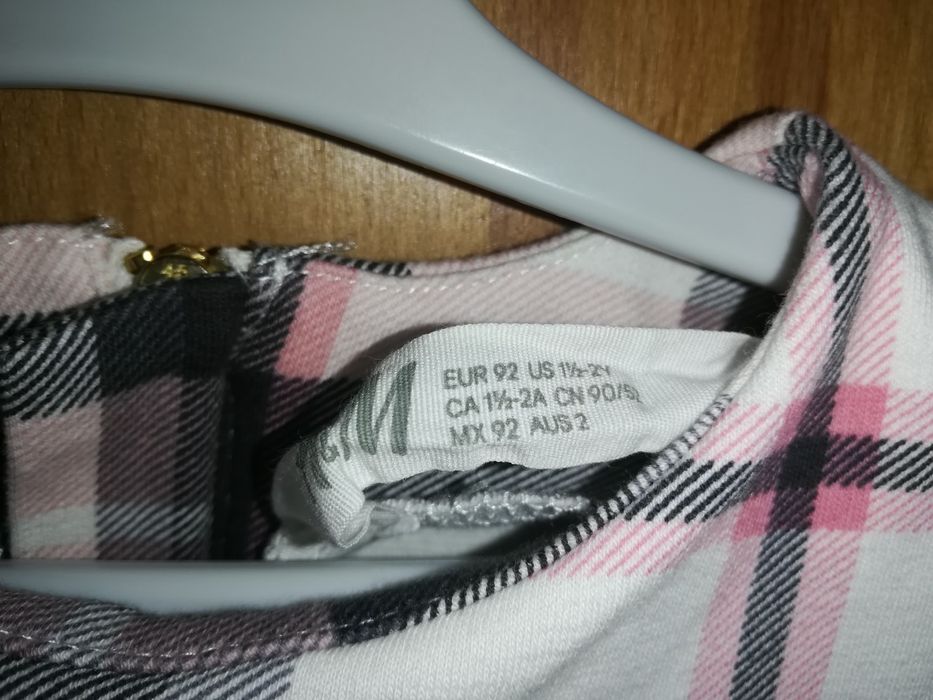 &M
EUR 92 US 1½-2Y
CA 1½-2A CN 90/52
MX 92 AUS 2